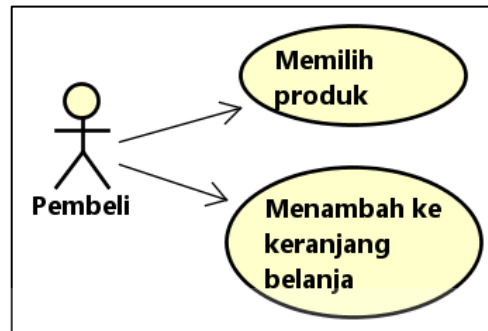 Memilih
produk
Pembeli
Menambah ke
keranjang
belanja